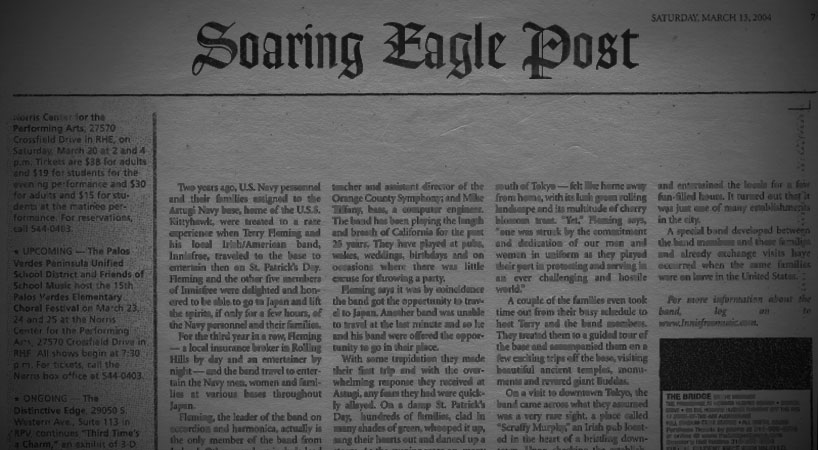 SATURDAY, MARCH 13, 2004
Soaring Eagle Post
Norris Center for the
Performing Arts, 27570
Crossfield Drive in RHE, on
Saturday, March 20 at 2 and 4
p.m. Tickets are $38 for adults
and $19 for students for the
evening performance and $30
for adults and $15 for stu-
dents at the matinee per-
formance. For reservations,
call 544-0403.
UPCOMING — The Palos
Verdes Peninsula Unified
School District and Friends of
School Music host the 15th
Palos Verdes Elementary
Choral Festival on March 23,
24 and 25 at the Norris
Center for the Performing
Arts, 27570 Crossfield Drive in
RHE. All shows begin at 7:30
p.m. For tickets, call the
Norris box office at 544-0403.
ONGOING — The
Distinctive Edge, 29050 S.
Western Ave., Suite 113 in
RPV, continues "Third Time's
a Charm," an exhibit of 3-D
Two years ago, U.S. Navy personnel
and their families assigned to the
Astugi Navy base, home of the U.S.S.
Kittyhawk, were treated to a rare
experience when Terry Fleming and
his local Irish/American band,
Innisfree, traveled to the base to
entertain then on St. Patrick's Day.
Fleming and the other five members
of Innisfree were delighted and hon-
ored to be able to go to Japan and lift
the spirits, if only for a few hours, of
the Navy personnel and their families.
For the third year in a row, Fleming
— a local insurance broker in Rolling
Hills by day and an entertainer by
night — and the band travel to enter-
tain the Navy men, women and fami-
lies at various bases throughout
Japan.
Fleming, the leader of the band on
accordion and harmonica, actually is
the only member of the band from
teacher and assistant director of the
Orange County Symphony; and Mike
Tiffany, bass, a computer engineer.
The band has been playing the length
and breath of California for the past
25 years. They have played at pubs,
wakes, weddings, birthdays and on
occasions where there was little
excuse for throwing a party.
Fleming says it was by coincidence
the band got the opportunity to trav-
el to Japan. Another band was unable
to travel at the last minute and so he
and his band were offered the oppor-
tunity to go in their place.
With some trepidation they made
their first trip and with the over-
whelming response they received at
Astugi, any fears they had were quick-
ly allayed. On a damp St. Patrick's
Day, hundreds of families, clad in
many shades of green, whooped it up,
sang their hearts out and danced up a
south of Tokyo — felt like home away
from home, with its lush green rolling
landscape and its multitude of cherry
blossom trees. "Yet," Fleming says,
"one was struck by the commitment
and dedication of our men and
women in uniform as they played
their part in protecting and serving in
an ever challenging and hostile
world."
A couple of the families even took
time out from their busy schedule to
host Terry and the band members.
They treated them to a guided tour of
the base and accompanied them on a
few exciting trips off the base, visiting
beautiful ancient temples, monu-
ments and revered giant Buddas.
On a visit to downtown Tokyo, the
band came across what they assumed
was a very rare sight, a place called
"Scruffy Murphy," an Irish pub locat-
ed in the heart of a bristling down-
and entertained the locals for a few
fun-filled hours. It turned out that it
was just one of many establishments
in the city.
A special bond developed between
the band members and these families
and already exchange visits have
occurred when the same families
were on leave in the United States.
For more information about the
band, log on to
www.Innisfreemusic.com.
THE BRIDGE